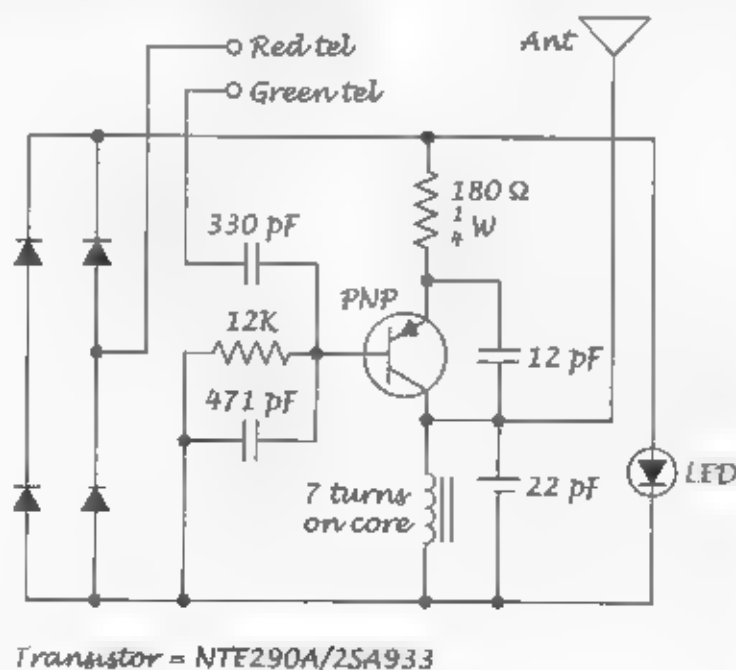 Red tel
Ant
Green tel
180 Ω
1/4 W
330 pF
PNP
12K
12 pF
471 pF
LED
7 turns
on core
22 pF
Transistor = NTE290A/2SA933